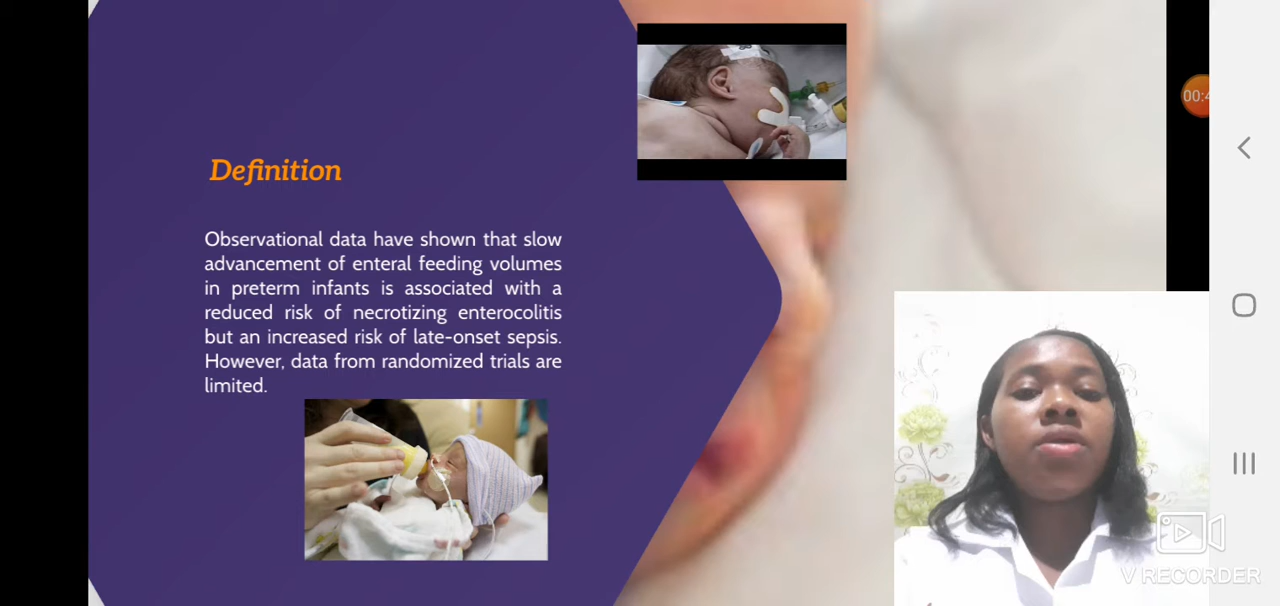 Definition
Observational data have shown that slow
advancement of enteral feeding volumes
in preterm infants is associated with a
reduced risk of necrotizing enterocolitis
but an increased risk of late-onset sepsis.
However, data from randomized trials are
limited.
V RECORDER